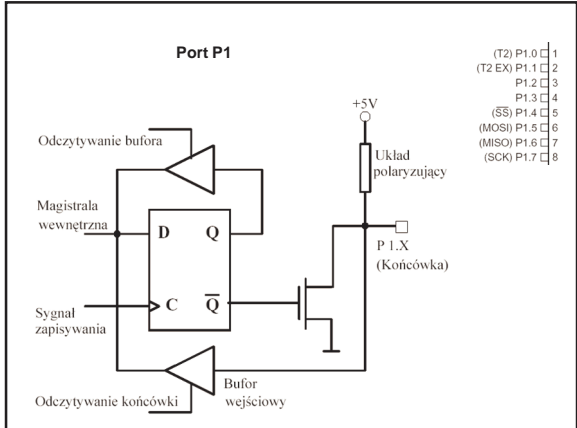 Port P1
(T2) P1.0 1
(T2 EX) P1.1 2
P1.2 3
P1.3 4
(S̅S̅) P1.4 5
(MOSI) P1.5 6
(MISO) P1.6 7
(SCK) P1.7 8
+5V
Odczytywanie bufora
Układ
polaryzujący
Magistrala
wewnętrzna
D Q
P 1.X
(Końcówka)
C Q̅
Sygnał
zapisywania
Bufor
wejściowy
Odczytywanie końcówki